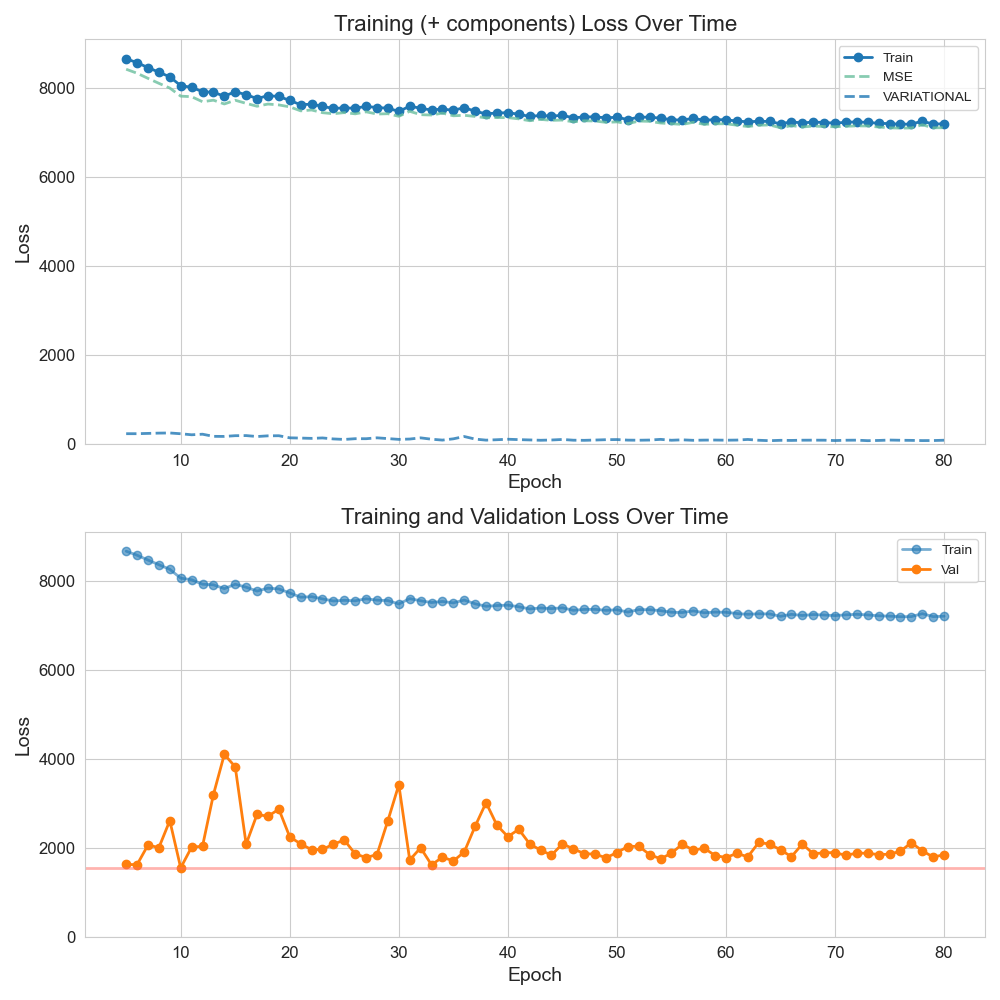 Training (+ components) Loss Over Time
Train
MSE
VARIATIONAL
8000
6000
4000
2000
0
Loss
10 20 30 40 50 60 70 80
Epoch
Training and Validation Loss Over Time
Train
Val
8000
6000
4000
2000
0
Loss
10 20 30 40 50 60 70 80
Epoch